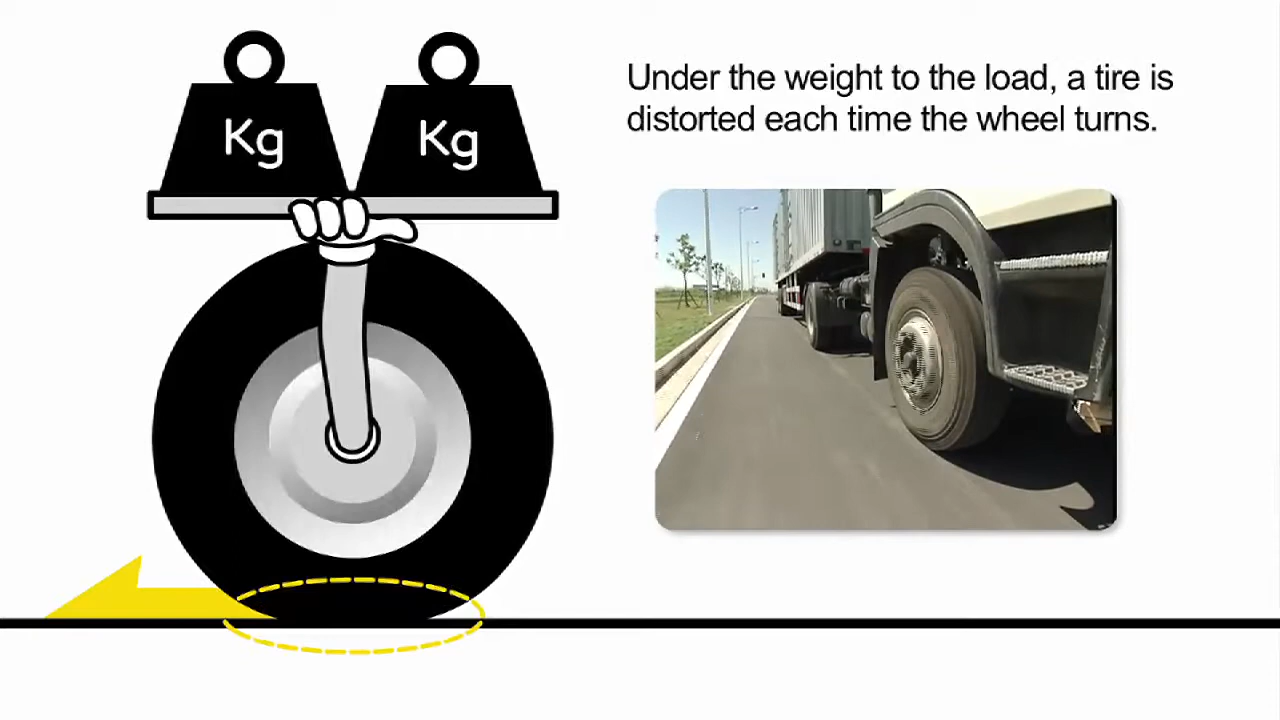 Kg
Kg
Under the weight to the load, a tire is
distorted each time the wheel turns.